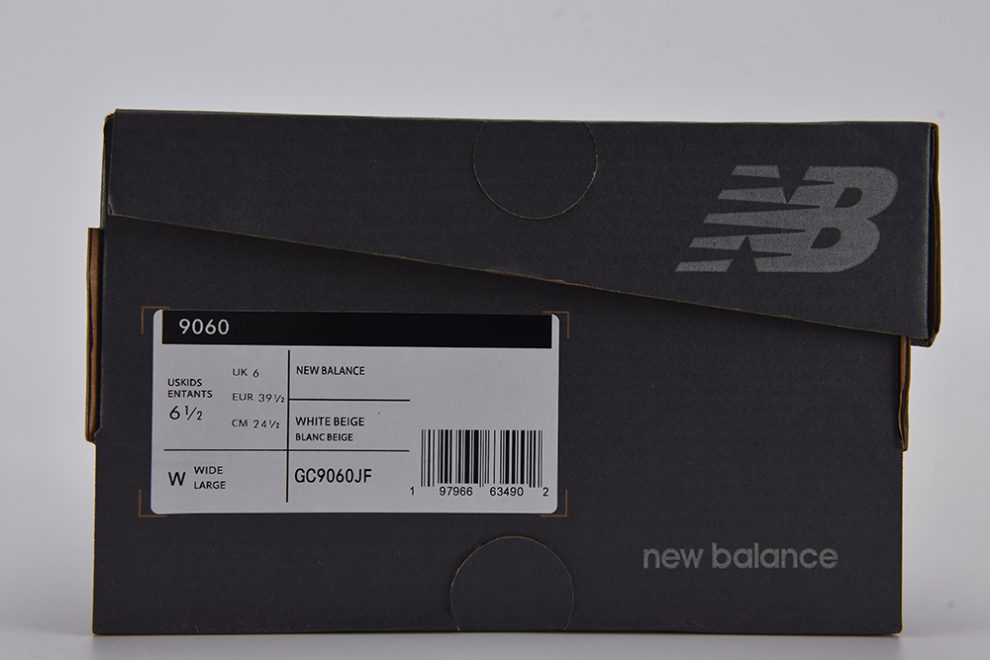 NB
9060
USKIDS
ENTANTS
6 1/2
UK 6
EUR 39 1/2
CM 24 1/2
NEW BALANCE
WHITE BEIGE
BLANC BEIGE
W WIDE
LARGE
GC9060JF
1 97966 63490 2
new balance